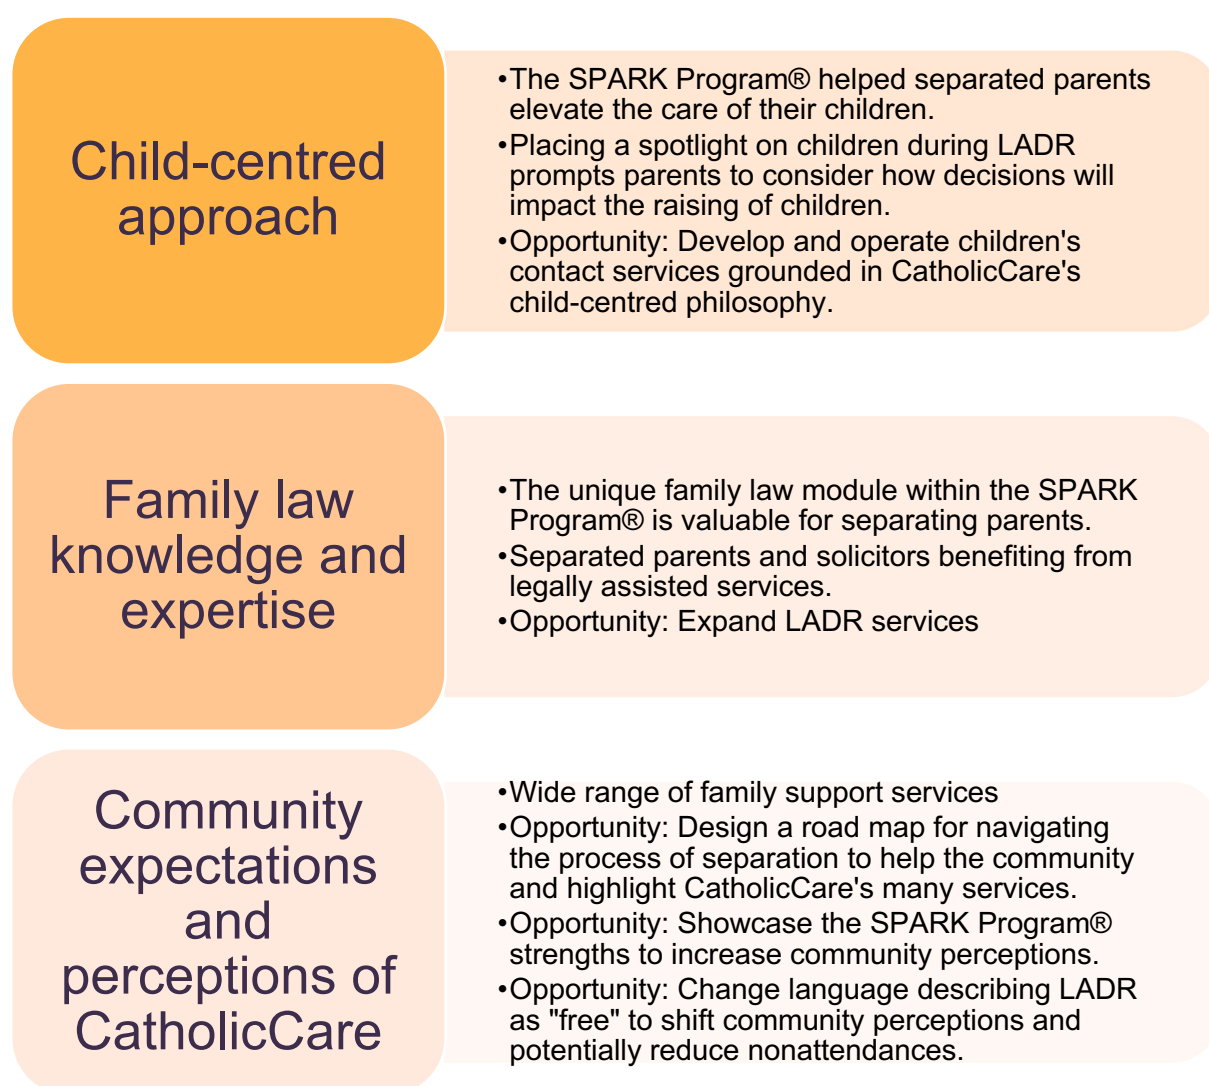 Child-centred
approach
•The SPARK Program® helped separated parents
elevate the care of their children.
•Placing a spotlight on children during LADR
prompts parents to consider how decisions will
impact the raising of children.
•Opportunity: Develop and operate children's
contact services grounded in CatholicCare's
child-centred philosophy.
Family law
knowledge and
expertise
•The unique family law module within the SPARK
Program® is valuable for separating parents.
•Separated parents and solicitors benefiting from
legally assisted services.
•Opportunity: Expand LADR services
Community
expectations
and
perceptions of
CatholicCare
•Wide range of family support services
•Opportunity: Design a road map for navigating
the process of separation to help the community
and highlight CatholicCare's many services.
•Opportunity: Showcase the SPARK Program®
strengths to increase community perceptions.
•Opportunity: Change language describing LADR
as "free" to shift community perceptions and
potentially reduce nonattendances.